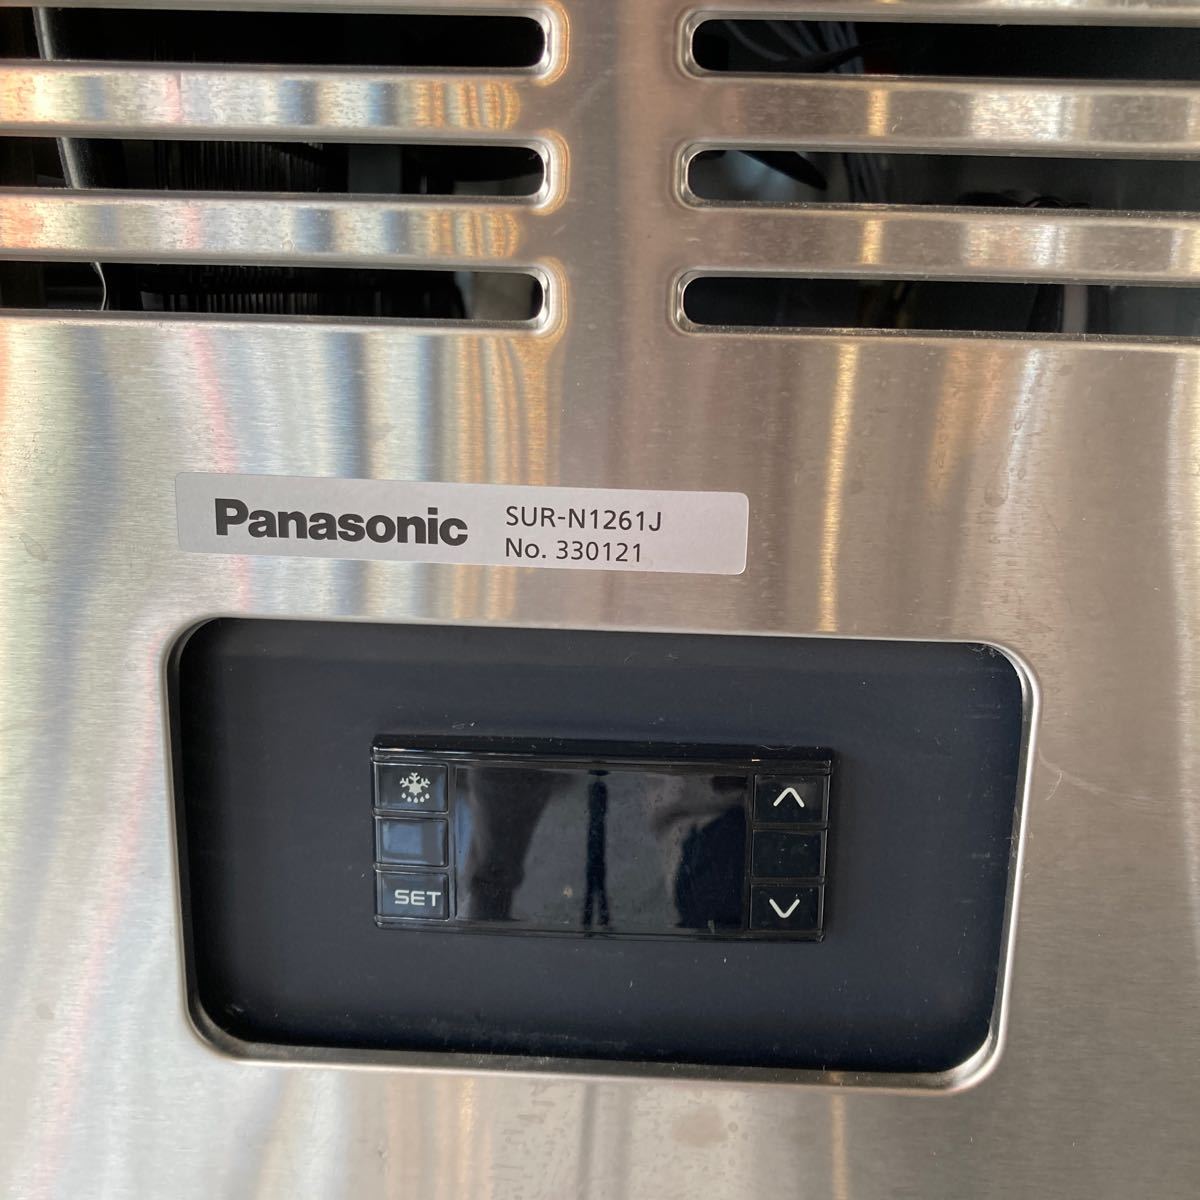 Panasonic
SUR-N1261J
No. 330121
SET